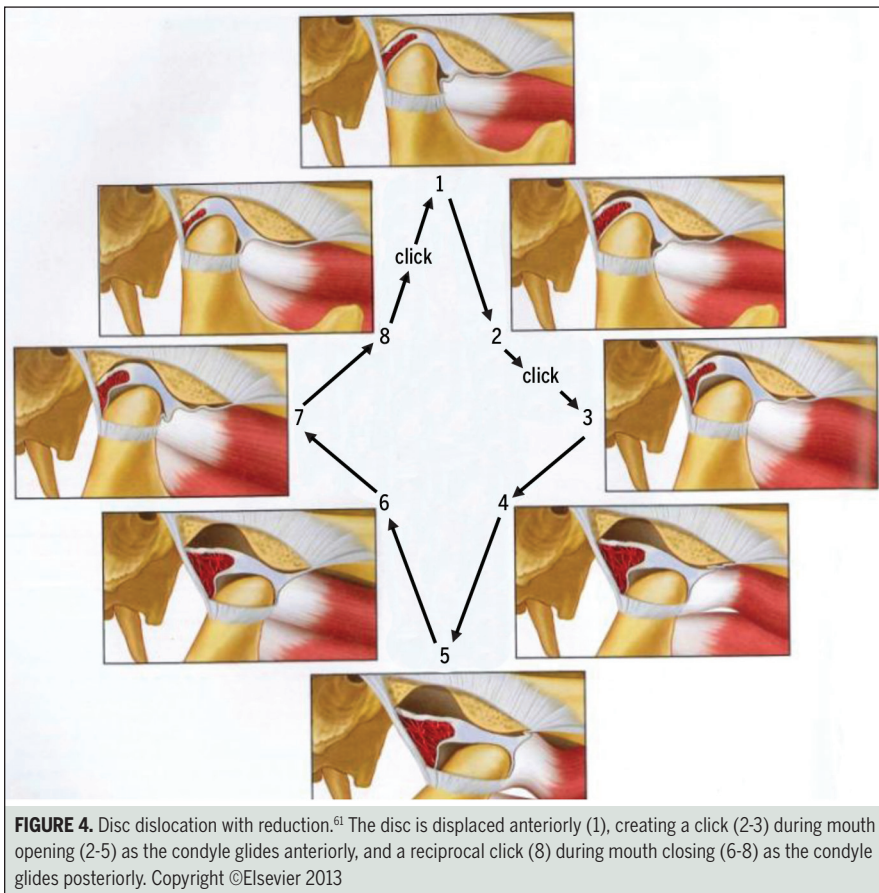 1
click
8
2
click
7
3
6
4
5
FIGURE 4. Disc dislocation with reduction.61 The disc is displaced anteriorly (1), creating a click (2-3) during mouth
opening (2-5) as the condyle glides anteriorly, and a reciprocal click (8) during mouth closing (6-8) as the condyle
glides posteriorly. Copyright ©Elsevier 2013